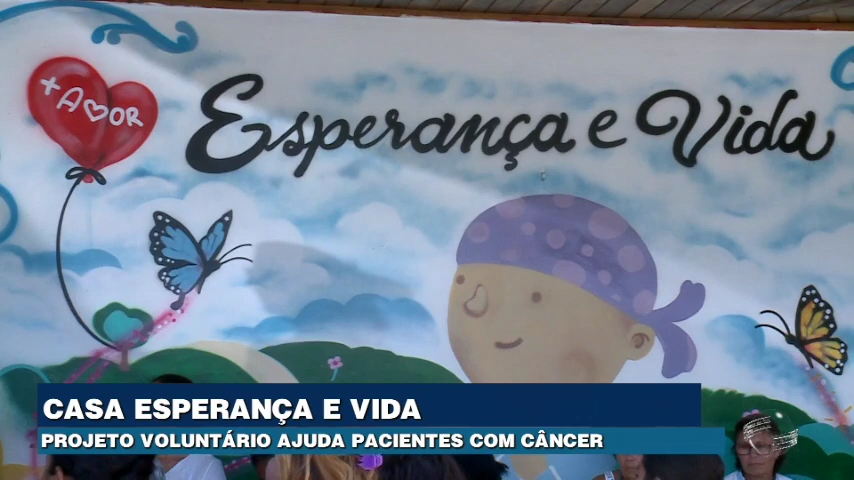 + AMOR
Esperança e Vida
CASA ESPERANÇA E VIDA
PROJETO VOLUNTÁRIO AJUDA PACIENTES COM CÂNCER